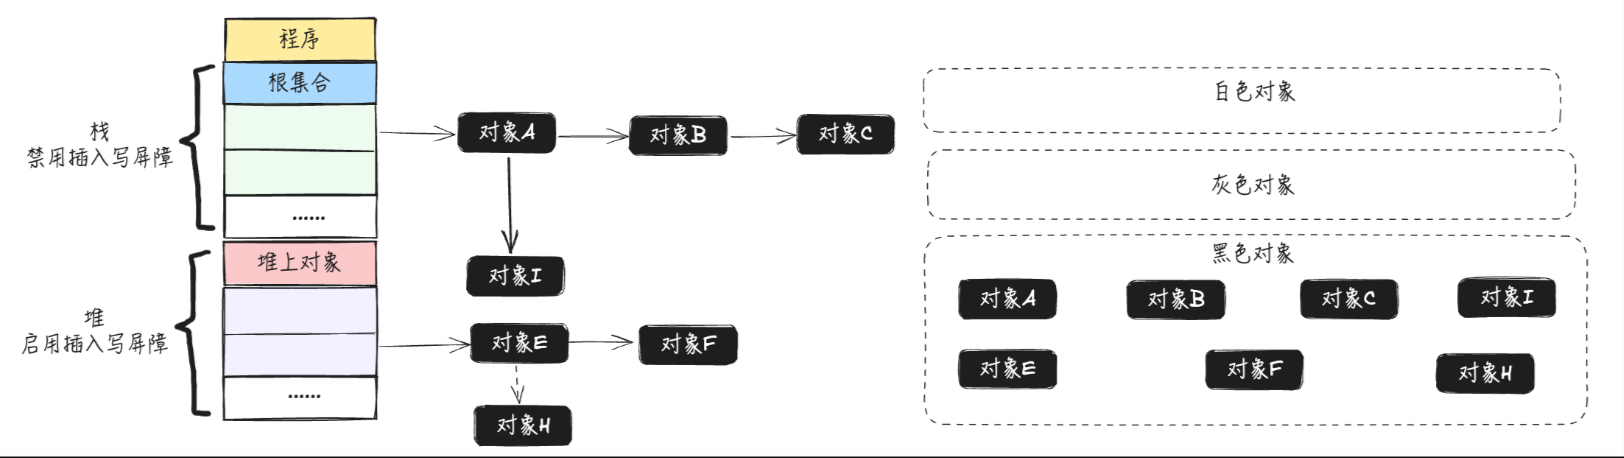 程序
根集合
栈
禁用插入写屏障
......
堆上对象
堆
启用插入写屏障
......
对象A
对象B
对象C
对象I
对象E
对象F
对象H
白色对象
灰色对象
黑色对象
对象A
对象B
对象C
对象I
对象E
对象F
对象H